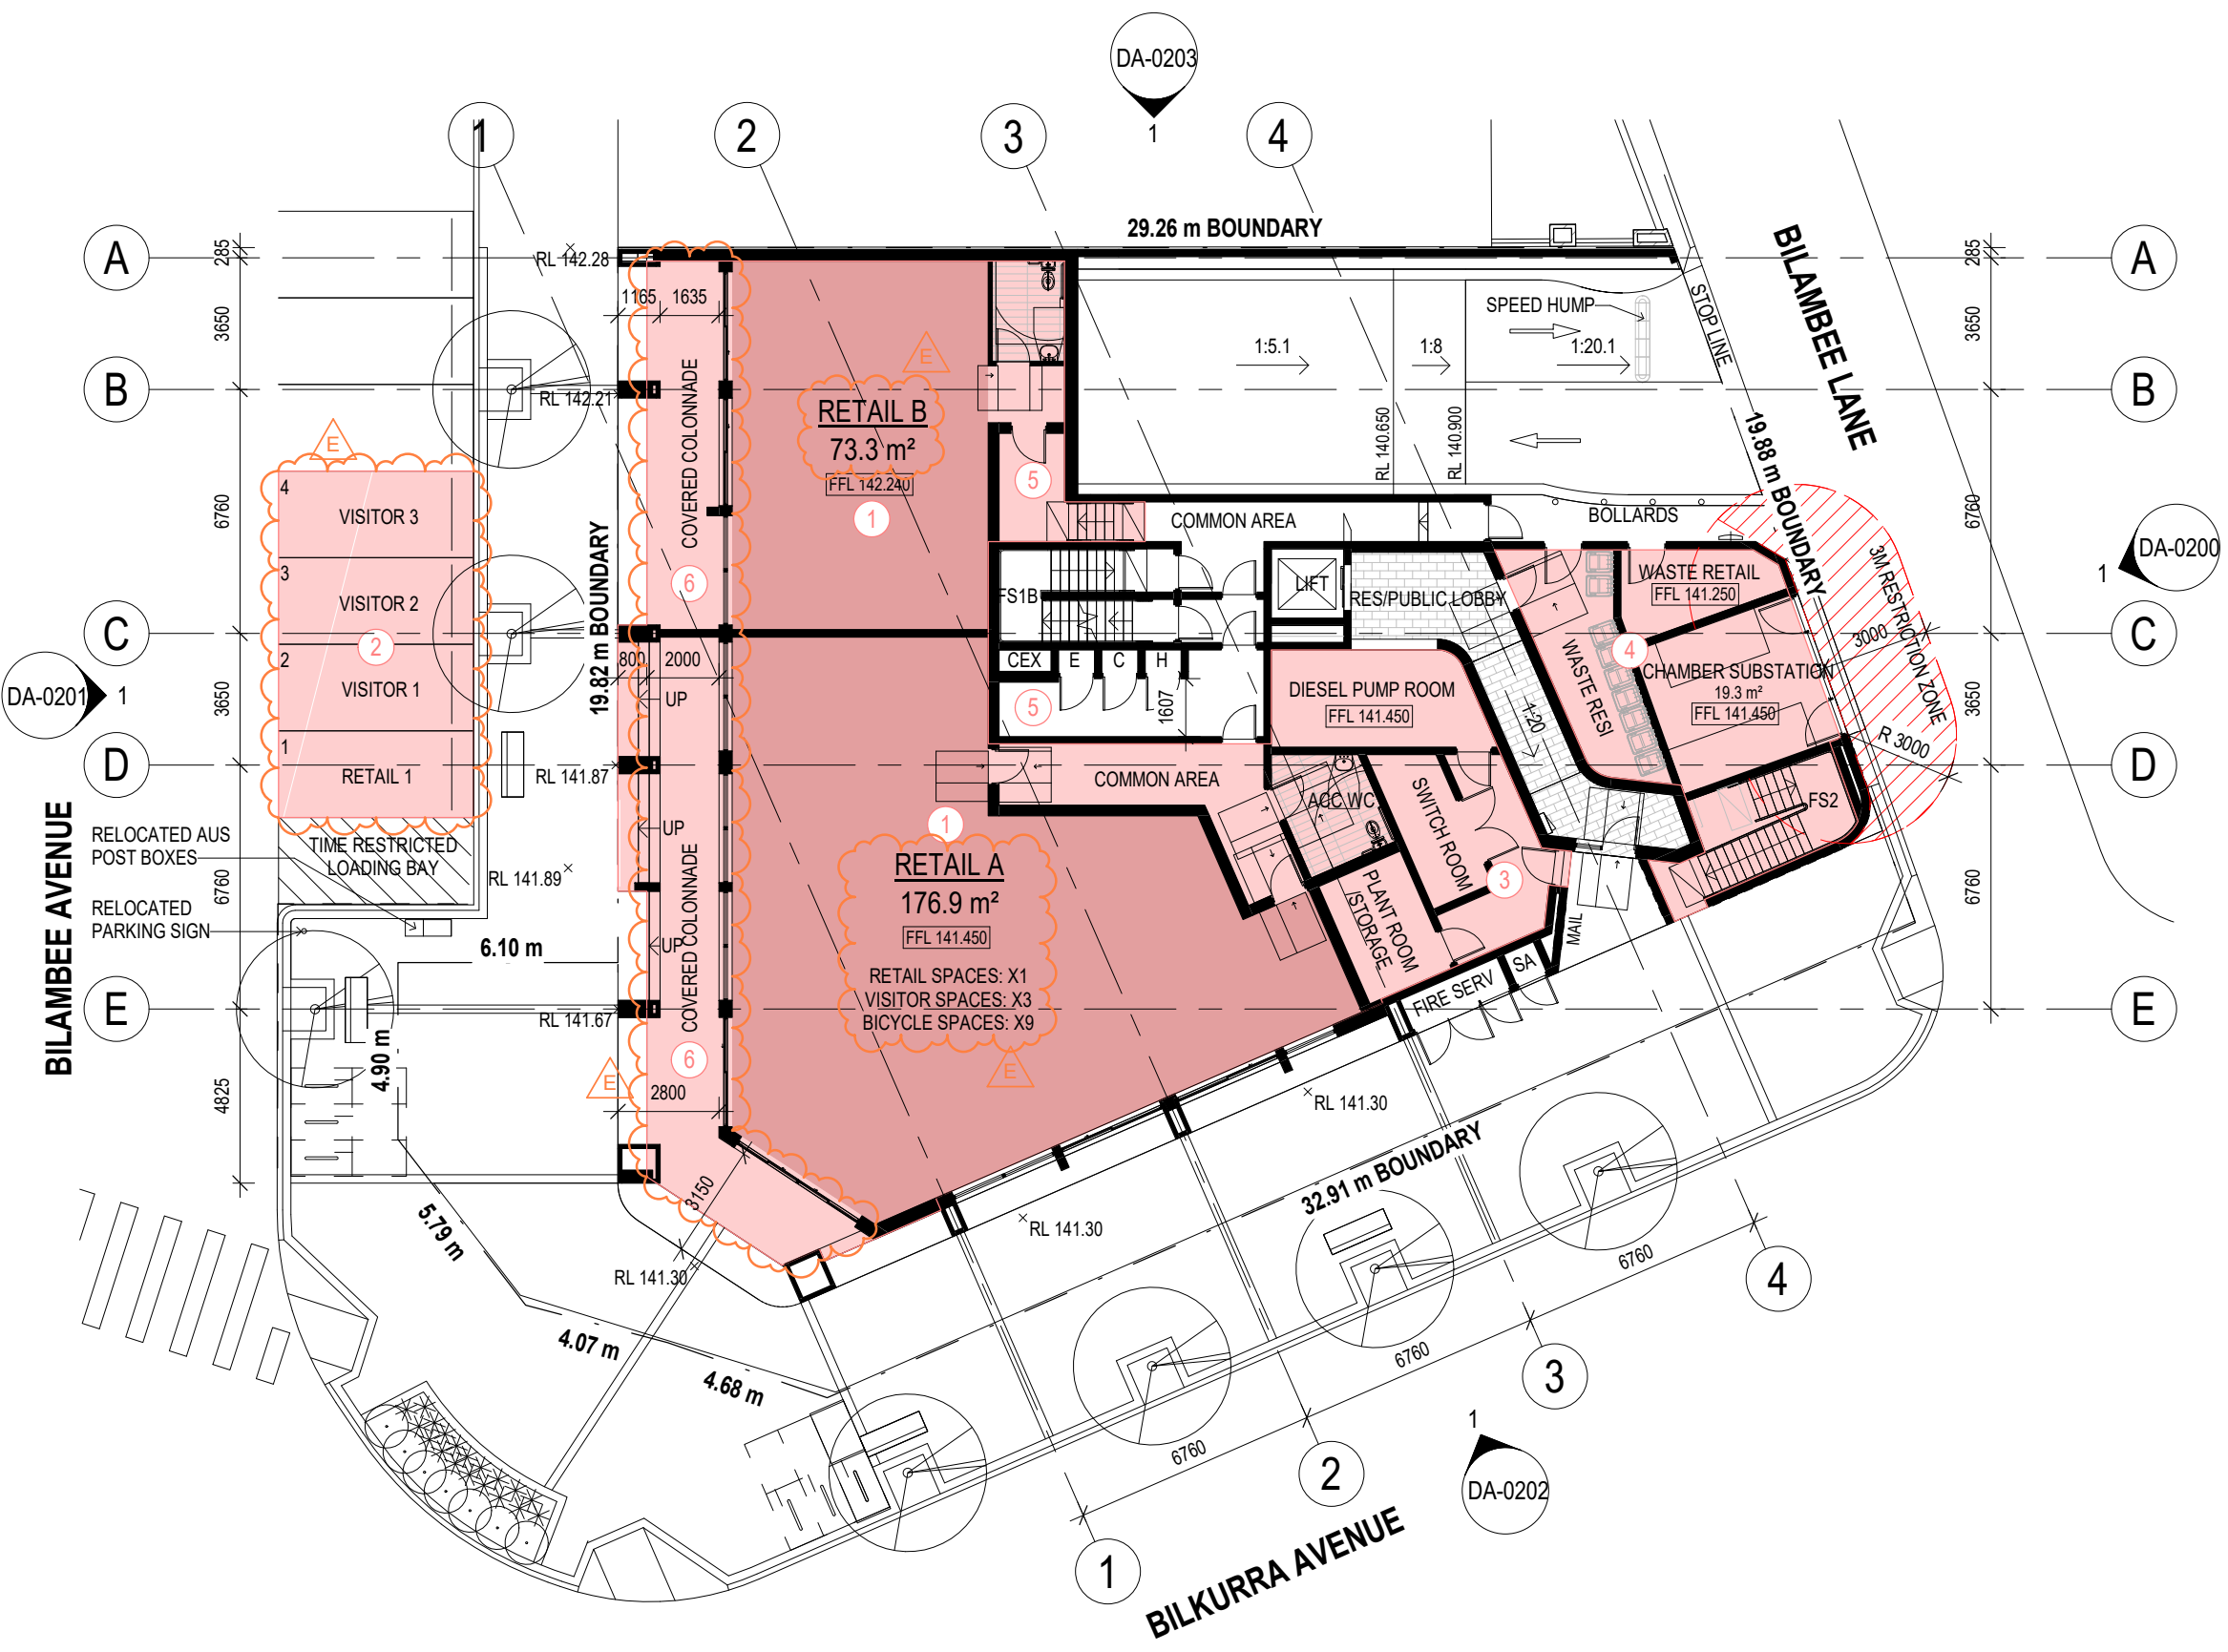 DA-0203
1
1
2
3
4
29.26 m BOUNDARY
A
285
RL 142.28
285
A
1165
1635
SPEED HUMP
STOP LINE
BILAMBEE LANE
3650
3650
E
1:5.1
1:8
1:20.1
B
RL 142.21
COVERED COLONNADE
RETAIL B
73.3 m²
FFL 142.240
1
RL 140.650
RL 140.900
19.88 m BOUNDARY
B
E
4
VISITOR 3
6760
5
COMMON AREA
BOLLARDS
6760
DA-0200
1
3
VISITOR 2
19.82 m BOUNDARY
6
FS1B
LIFT
RES/PUBLIC LOBBY
WASTE RETAIL
FFL 141.250
3M RESTRICTION ZONE
C
2
800
2000
CEX
E
C
H
4
3000
C
DA-0201
1
2
VISITOR 1
UP
5
1607
DIESEL PUMP ROOM
FFL 141.450
1:20
WASTE RESI
CHAMBER SUBSTATION
19.3 m²
FFL 141.450
3650
3650
R 3000
D
1
RETAIL 1
RL 141.87
COMMON AREA
ACC WC
SWITCH ROOM
FS2
D
BILAMBEE AVENUE
RELOCATED AUS
POST BOXES
TIME RESTRICTED
LOADING BAY
UP
1
RETAIL A
176.9 m²
FFL 141.450
RL 141.89
6760
3
6760
RELOCATED
PARKING SIGN
6.10 m
UP
COVERED COLONNADE
RETAIL SPACES: X1
VISITOR SPACES: X3
BICYCLE SPACES: X9
PLANT ROOM
/STORAGE
MAIL
SA
FIRE SERV
E
RL 141.67
E
4.90 m
E
6
E
4825
2800
RL 141.30
3150
32.91 m BOUNDARY
5.79 m
RL 141.30
RL 141.30
4.07 m
4.68 m
6760
4
6760
3
6760
2
1
DA-0202
1
BILKURRA AVENUE